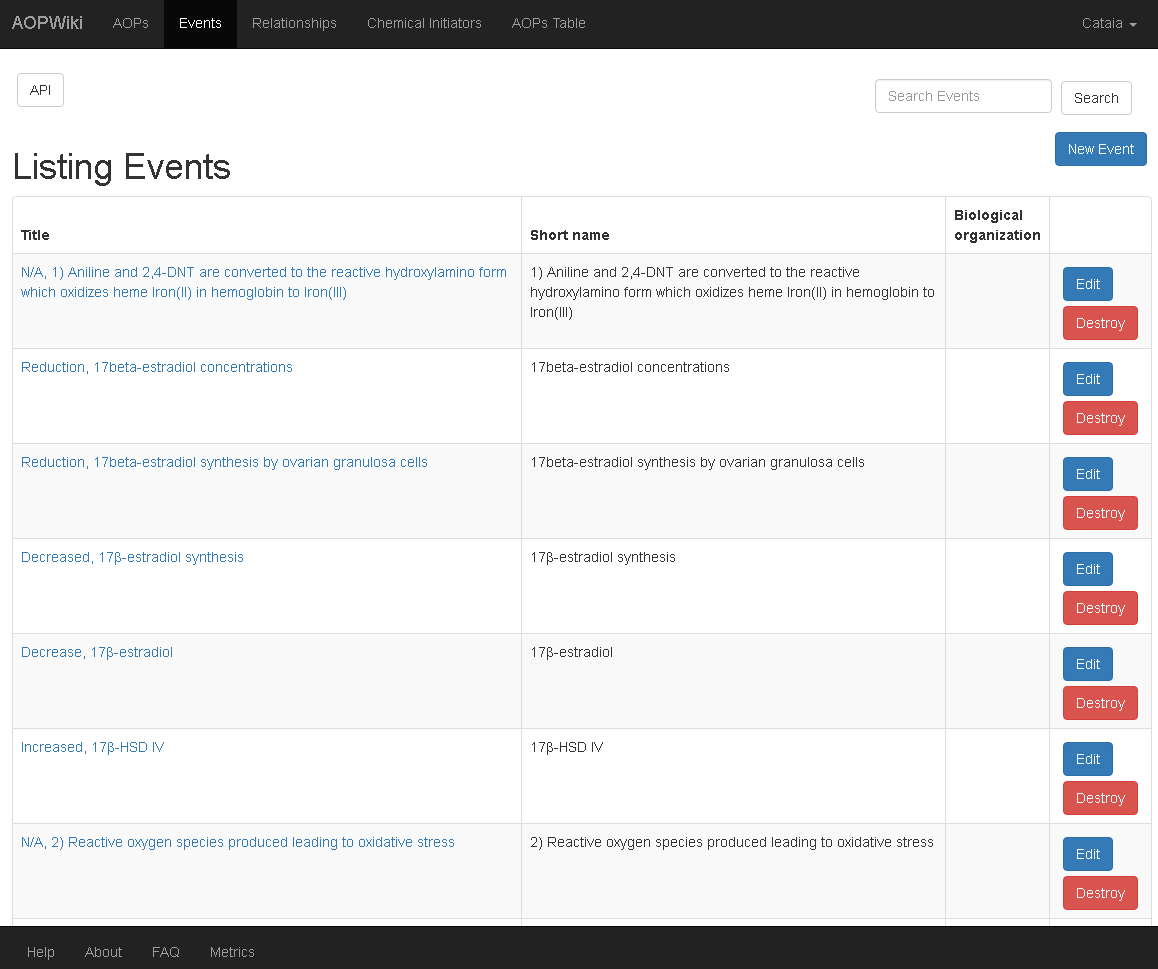 AOPWiki AOPs Events Relationships Chemical Initiators AOPs Table Cataia
API Search Events Search
New Event
Listing Events
Title Short name Biological organization
N/A, 1) Aniline and 2,4-DNT are converted to the reactive hydroxylamino form
which oxidizes heme Iron(II) in hemoglobin to Iron(III)
1) Aniline and 2,4-DNT are converted to the reactive
hydroxylamino form which oxidizes heme Iron(II) in hemoglobin to
Iron(III)
Edit
Destroy
Reduction, 17beta-estradiol concentrations 17beta-estradiol concentrations
Edit
Destroy
Reduction, 17beta-estradiol synthesis by ovarian granulosa cells 17beta-estradiol synthesis by ovarian granulosa cells
Edit
Destroy
Decreased, 17β-estradiol synthesis 17β-estradiol synthesis
Edit
Destroy
Decrease, 17β-estradiol 17β-estradiol
Edit
Destroy
Increased, 17β-HSD IV 17β-HSD IV
Edit
Destroy
N/A, 2) Reactive oxygen species produced leading to oxidative stress 2) Reactive oxygen species produced leading to oxidative stress
Edit
Destroy
Help About FAQ Metrics